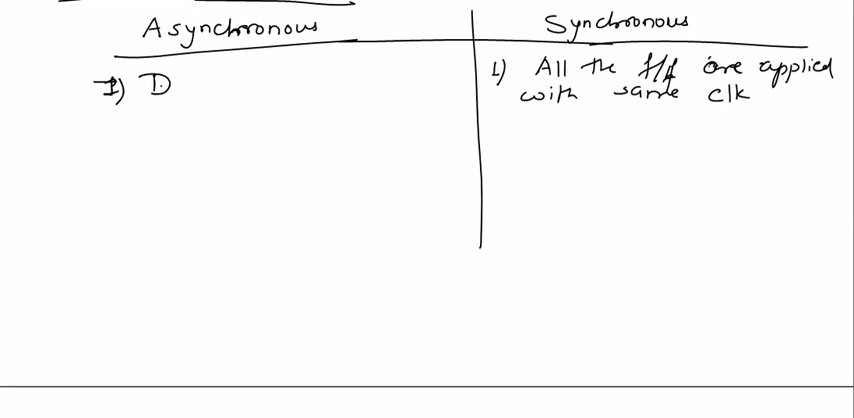 Asynchronous
Synchronous
1) D
1) All the f/f are applied
with same clk